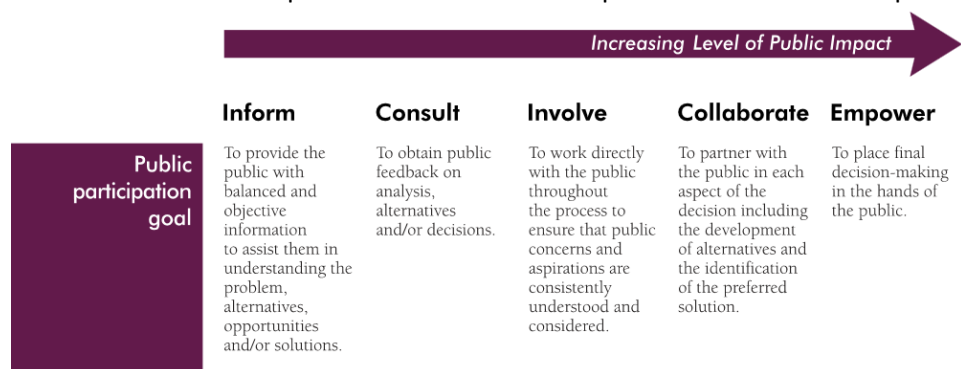 Increasing Level of Public Impact
Inform
Consult
Involve
Collaborate
Empower
Public
participation
goal
To provide the
public with
balanced and
objective
information
to assist them in
understanding the
problem,
alternatives,
opportunities
and/or solutions.
To obtain public
feedback on
analysis,
alternatives
and/or decisions.
To work directly
with the public
throughout
the process to
ensure that public
concerns and
aspirations are
consistently
understood and
considered.
To partner with
the public in each
aspect of the
decision including
the development
of alternatives and
the identification
of the preferred
solution.
To place final
decision-making
in the hands of
the public.